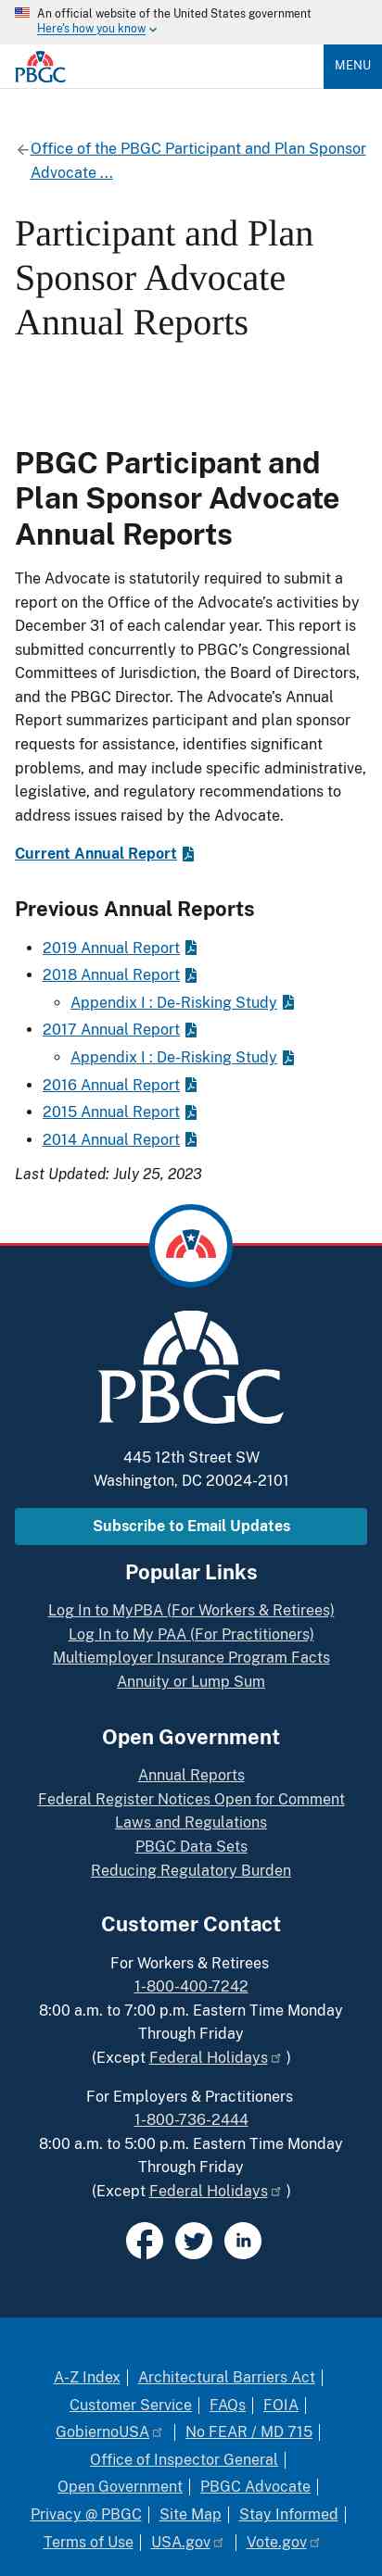 An official website of the United States government
Here's how you know
PBGC
MENU
Office of the PBGC Participant and Plan Sponsor
Advocate ...
Participant and Plan
Sponsor Advocate
Annual Reports
PBGC Participant and
Plan Sponsor Advocate
Annual Reports
The Advocate is statutorily required to submit a
report on the Office of the Advocate’s activities by
December 31 of each calendar year. This report is
submitted concurrently to PBGC’s Congressional
Committees of Jurisdiction, the Board of Directors,
and the PBGC Director. The Advocate’s Annual
Report summarizes participant and plan sponsor
requests for assistance, identifies significant
problems, and may include specific administrative,
legislative, and regulatory recommendations to
address issues raised by the Advocate.
Current Annual Report
Previous Annual Reports
2019 Annual Report
2018 Annual Report
Appendix I : De-Risking Study
2017 Annual Report
Appendix I : De-Risking Study
2016 Annual Report
2015 Annual Report
2014 Annual Report
Last Updated: July 25, 2023
PBGC
445 12th Street SW
Washington, DC 20024-2101
Subscribe to Email Updates
Popular Links
Log In to MyPBA (For Workers & Retirees)
Log In to My PAA (For Practitioners)
Multiemployer Insurance Program Facts
Annuity or Lump Sum
Open Government
Annual Reports
Federal Register Notices Open for Comment
Laws and Regulations
PBGC Data Sets
Reducing Regulatory Burden
Customer Contact
For Workers & Retirees
1-800-400-7242
8:00 a.m. to 7:00 p.m. Eastern Time Monday
Through Friday
(Except Federal Holidays )
For Employers & Practitioners
1-800-736-2444
8:00 a.m. to 5:00 p.m. Eastern Time Monday
Through Friday
(Except Federal Holidays )
A-Z Index | Architectural Barriers Act |
Customer Service | FAQs | FOIA |
GobiernoUSA | No FEAR / MD 715 |
Office of Inspector General |
Open Government | PBGC Advocate |
Privacy @ PBGC | Site Map | Stay Informed |
Terms of Use | USA.gov | Vote.gov